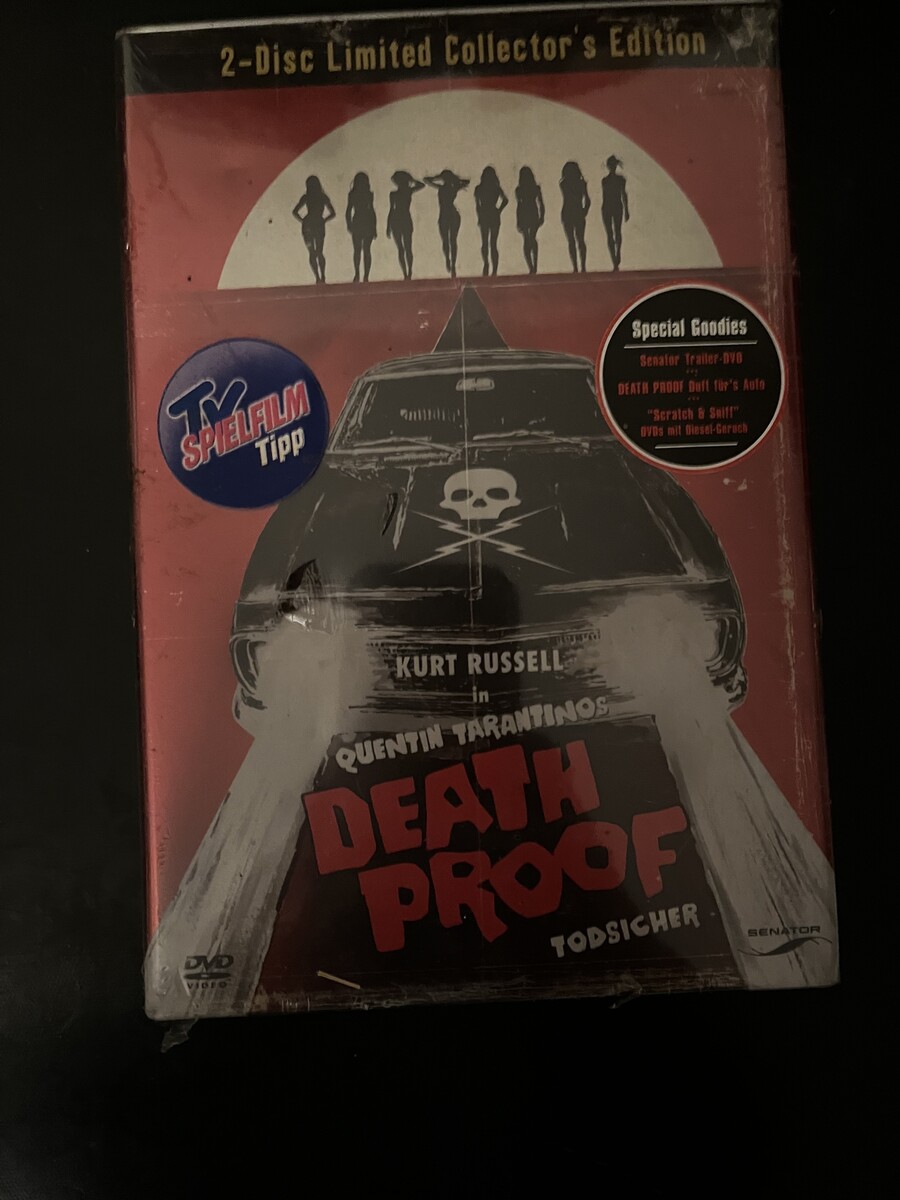 2-Disc Limited Collector's Edition
Special Goodies
Senator Trailer-DVD
DEATH PROOF Duft für's Auto
"Scratch & Sniff"
DVDs mit Diesel-Geruch
TV
SPIELFILM
Tipp
KURT RUSSELL
in
QUENTIN TARANTINOS
DEATH
PROOF
TODSICHER
SENATOR
DVD
VIDEO